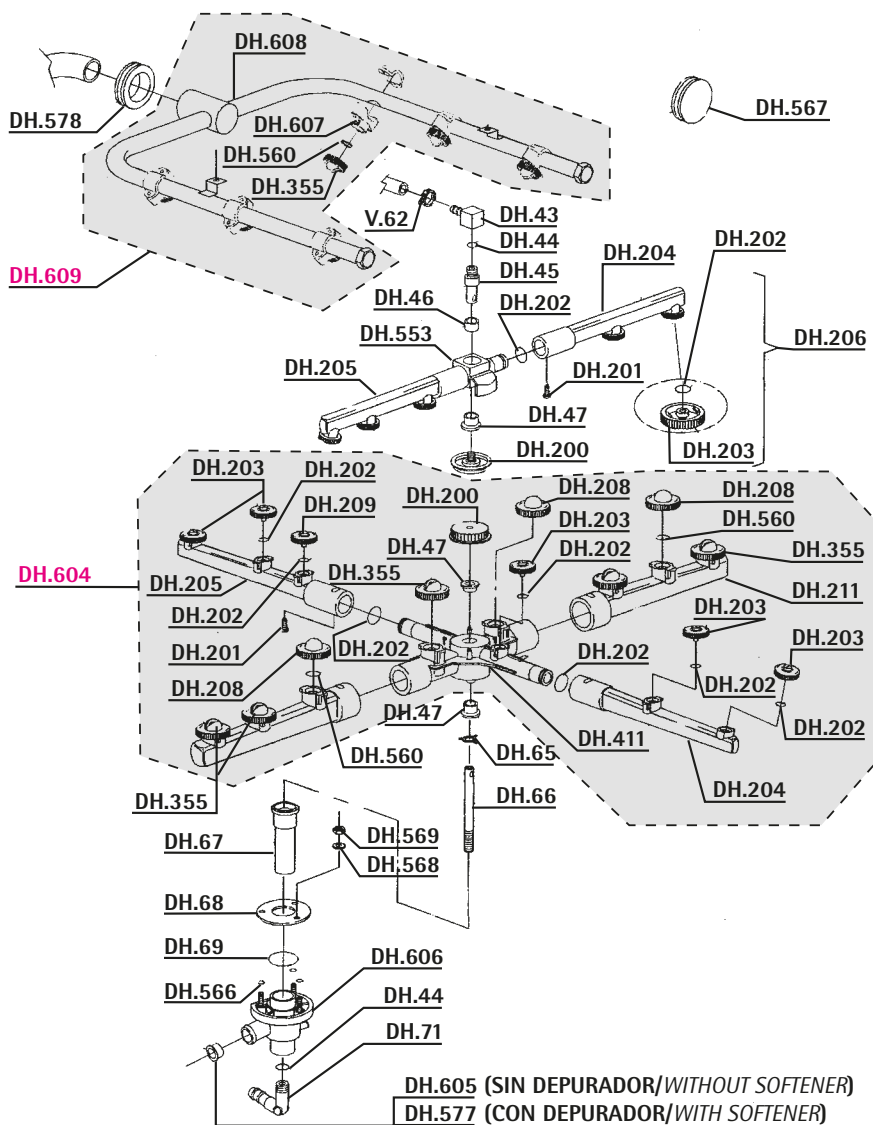 DH.608
DH.578
DH.567
DH.607
DH.560
DH.355
V.62
DH.43
DH.44
DH.202
DH.204
DH.45
DH.609
DH.46
DH.202
DH.553
DH.206
DH.205
DH.201
DH.47
DH.203
DH.200
DH.203
DH.202
DH.200
DH.208
DH.208
DH.209
DH.203
DH.560
DH.47
DH.202
DH.355
DH.604
DH.355
DH.205
DH.211
DH.202
DH.203
DH.201
DH.203
DH.202
DH.202
DH.208
DH.202
DH.47
DH.411
DH.202
DH.65
DH.560
DH.204
DH.66
DH.355
DH.67
DH.569
DH.568
DH.68
DH.69
DH.606
DH.566
DH.44
DH.71
DH.605 (SIN DEPURADOR/WITHOUT SOFTENER)
DH.577 (CON DEPURADOR/WITH SOFTENER)